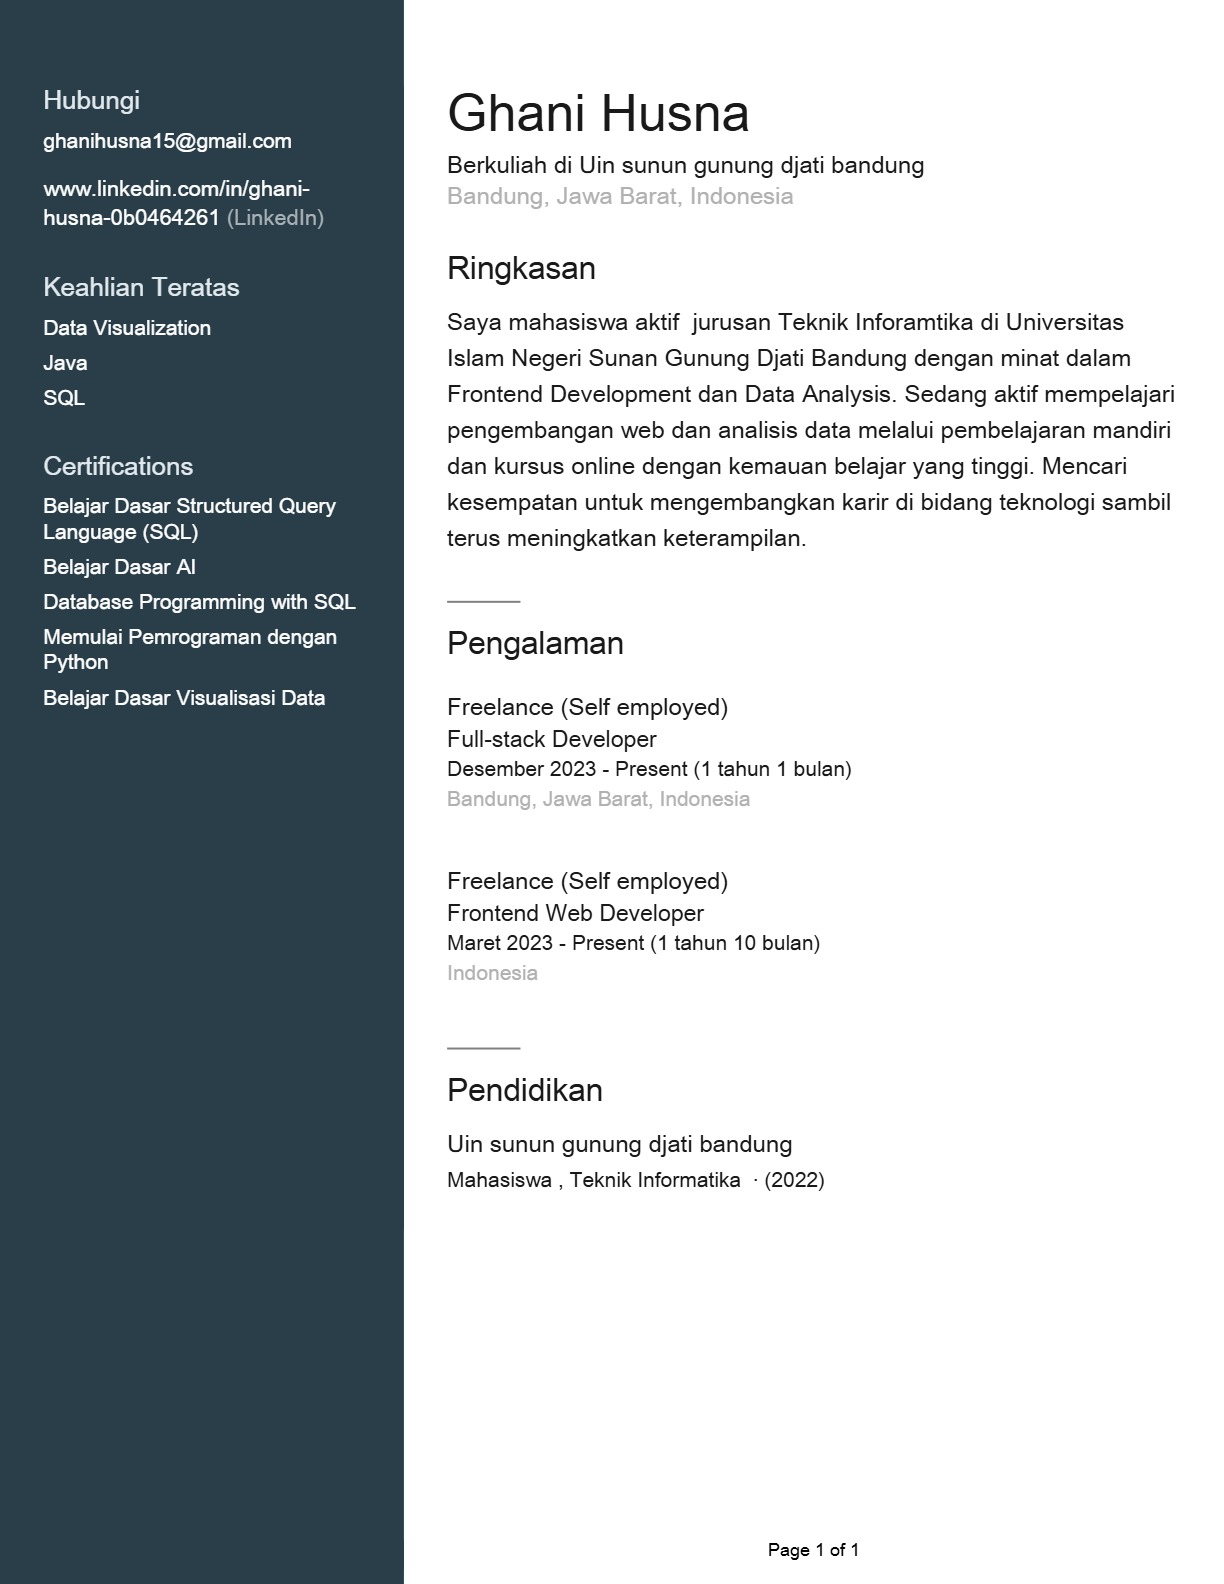 Hubungi
ghanihusna15@gmail.com
www.linkedin.com/in/ghani-
husna-0b0464261 (LinkedIn)
Keahlian Teratas
Data Visualization
Java
SQL
Certifications
Belajar Dasar Structured Query
Language (SQL)
Belajar Dasar AI
Database Programming with SQL
Memulai Pemrograman dengan
Python
Belajar Dasar Visualisasi Data
Ghani Husna
Berkuliah di Uin sunun gunung djati bandung
Bandung, Jawa Barat, Indonesia
Ringkasan
Saya mahasiswa aktif  jurusan Teknik Inforamtika di Universitas
Islam Negeri Sunan Gunung Djati Bandung dengan minat dalam
Frontend Development dan Data Analysis. Sedang aktif mempelajari
pengembangan web dan analisis data melalui pembelajaran mandiri
dan kursus online dengan kemauan belajar yang tinggi. Mencari
kesempatan untuk mengembangkan karir di bidang teknologi sambil
terus meningkatkan keterampilan.
Pengalaman
Freelance (Self employed)
Full-stack Developer
Desember 2023 - Present (1 tahun 1 bulan)
Bandung, Jawa Barat, Indonesia
Freelance (Self employed)
Frontend Web Developer
Maret 2023 - Present (1 tahun 10 bulan)
Indonesia
Pendidikan
Uin sunun gunung djati bandung
Mahasiswa , Teknik Informatika  · (2022)
Page 1 of 1